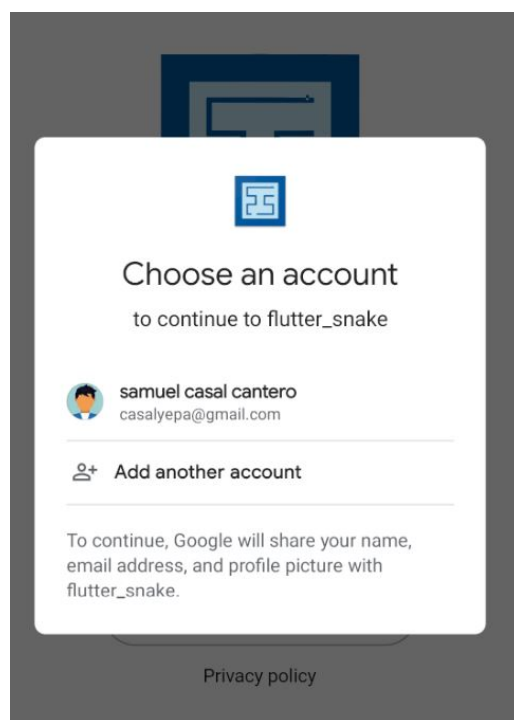 Choose an account
to continue to flutter_snake
samuel casal cantero
casalyepa@gmail.com
Add another account
To continue, Google will share your name,
email address, and profile picture with
flutter_snake.
Privacy policy